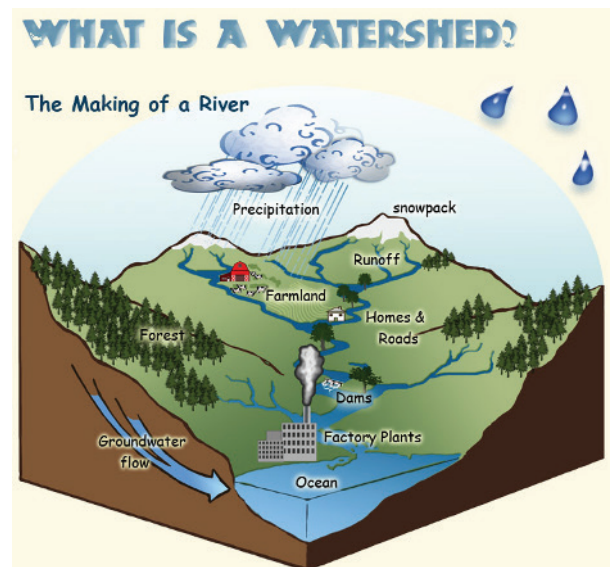 WHAT IS A WATERSHED?
The Making of a River
Precipitation
snowpack
Runoff
Farmland
Homes &
Roads
Forest
Dams
Factory Plants
Groundwater
flow
Ocean